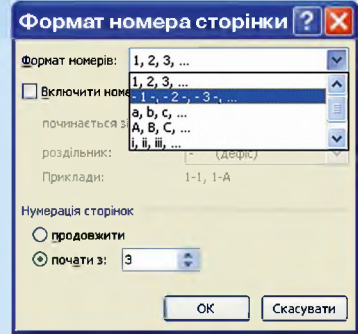 Формат номера сторінки
Формат номерів: 1, 2, 3, ...
1, 2, 3, ...
Включити номе
- 1 -, - 2 -, - 3 -, ...
a, b, c, ...
починається з
A, B, C, ...
i, ii, iii, ...
роздільник: - (дефіс)
Приклади: 1-1, 1-A
Нумерація сторінок
продовжити
почати з: 3
ОК Скасувати